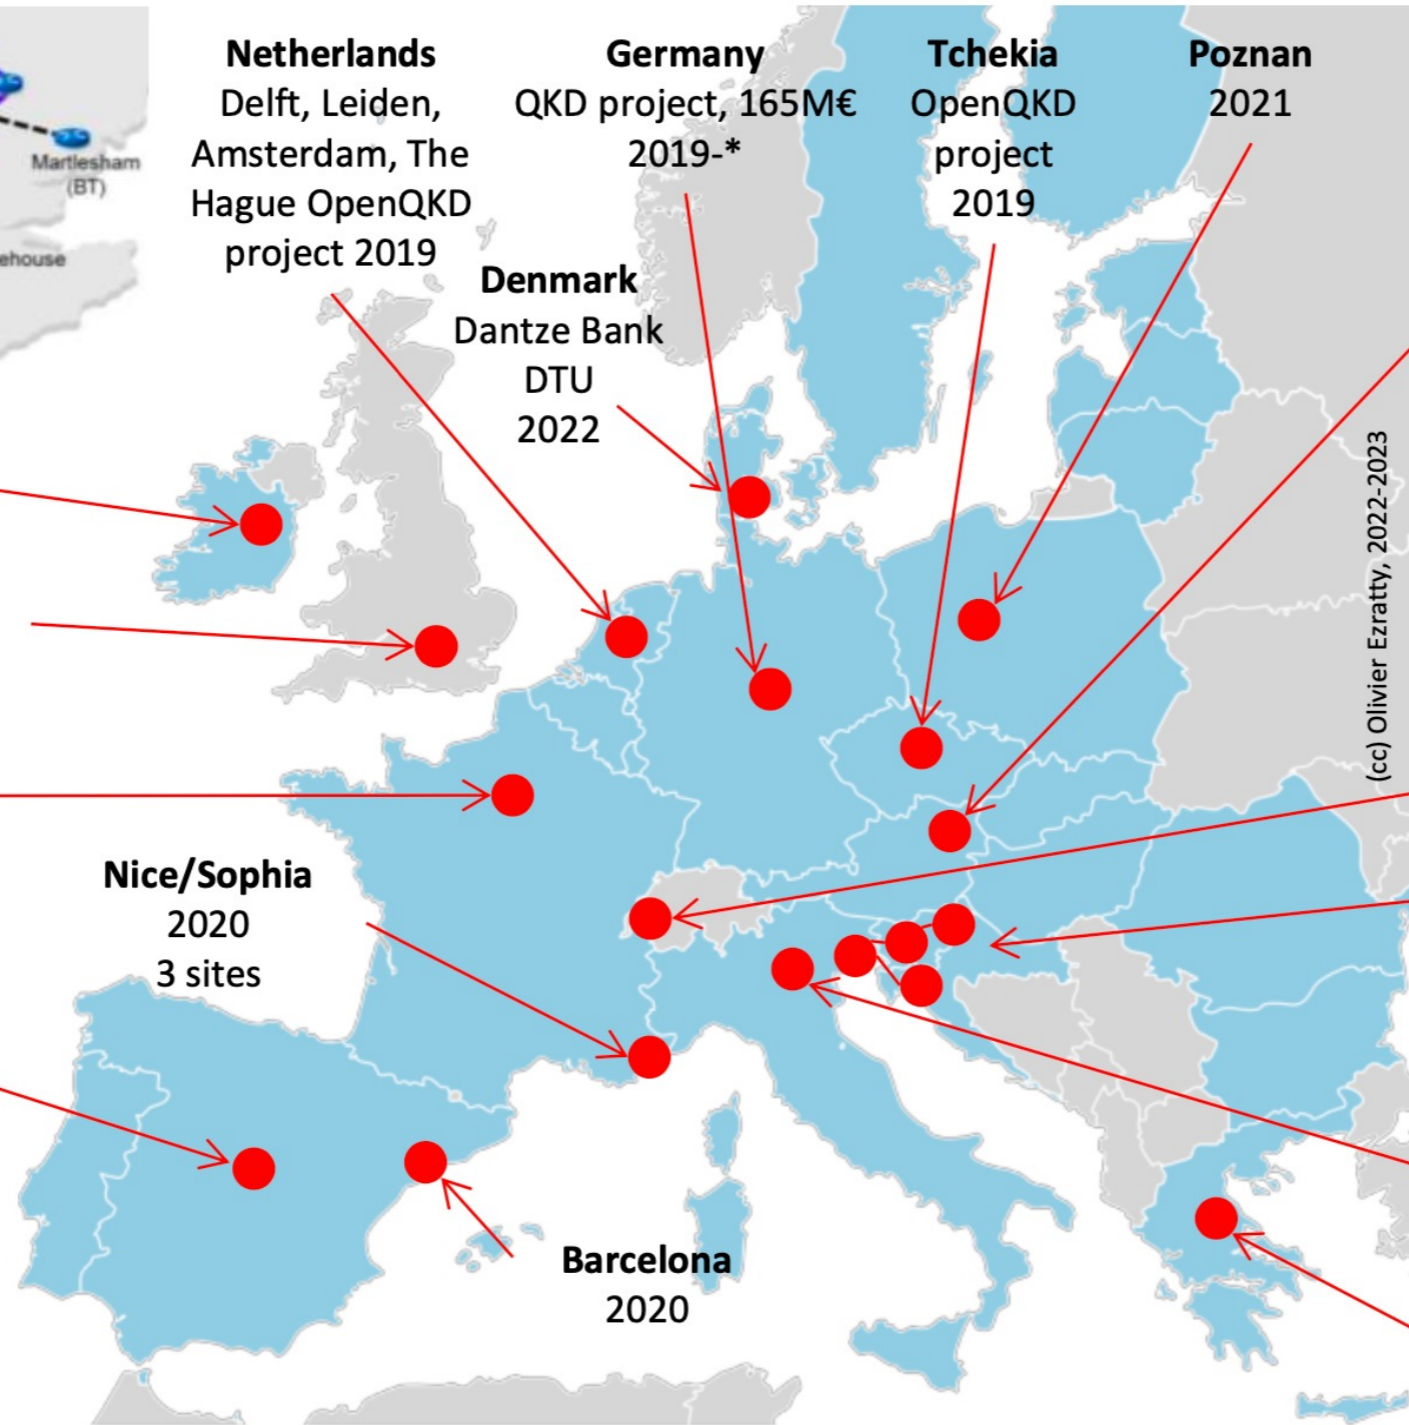 Martlesham
(BT)
ehouse
Netherlands
Delft, Leiden,
Amsterdam, The
Hague OpenQKD
project 2019
Germany
QKD project, 165M€
2019-*
Tchekia
OpenQKD
project
2019
Poznan
2021
Denmark
Dantze Bank
DTU
2022
(cc) Olivier Ezratty, 2022-2023
Nice/Sophia
2020
3 sites
Barcelona
2020